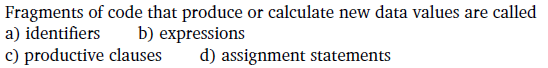 Fragments of code that produce or calculate new data values are called
a) identifiers b) expressions
c) productive clauses d) assignment statements